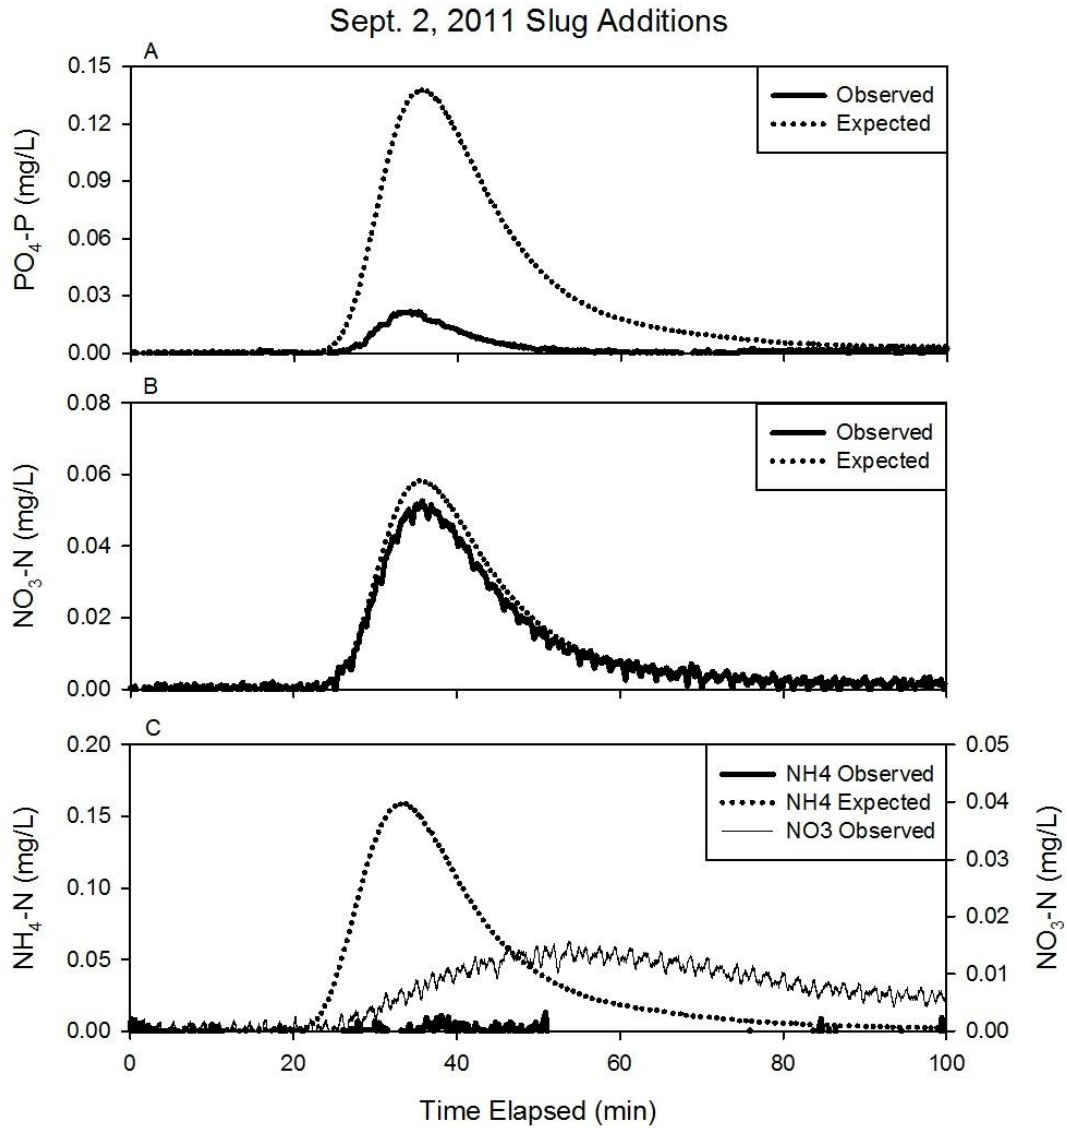 Sept. 2, 2011 Slug Additions
A
PO4-P (mg/L)
0.15
0.12
0.09
0.06
0.03
0.00
Observed
Expected
B
NO3-N (mg/L)
0.08
0.06
0.04
0.02
0.00
Observed
Expected
C
NH4-N (mg/L)
0.20
0.15
0.10
0.05
0.00
NH4 Observed
NH4 Expected
NO3 Observed
0.05
0.04
0.03
0.02
0.01
0.00
NO3-N (mg/L)
0 20 40 60 80 100
Time Elapsed (min)